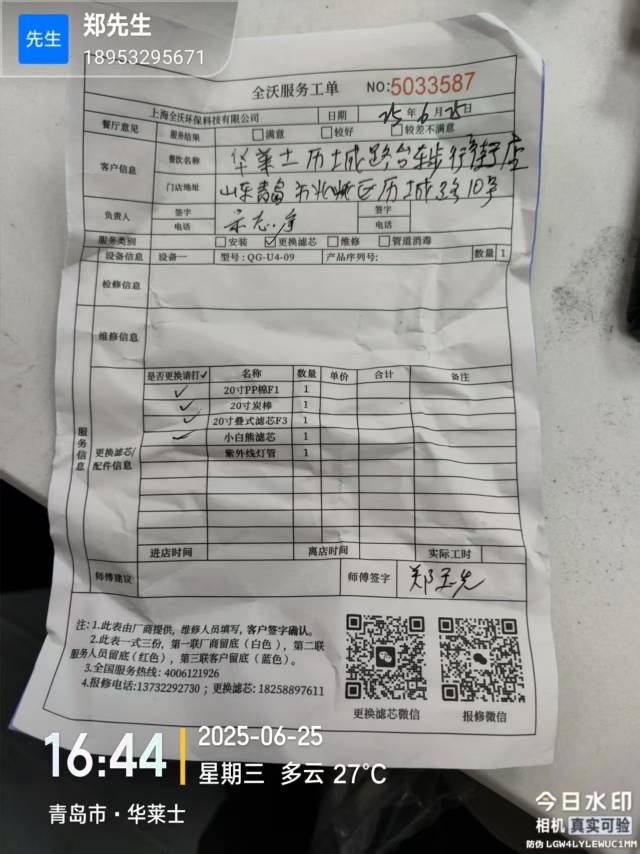 先生
郑先生
18953295671
全沃服务工单 NO:5033587
上海全沃环保科技有限公司 日期 25年6月25日
餐厅意见 服务结果 满意 较好 较差不满意
客户信息 餐饮名称 华莱士历城路台东步行街店
门店地址 山东青岛市北城区历城路10号
负责人 签字 签字
电话 电话
服务类别 安装 更换滤芯 维修 管道消毒
设备信息 设备一 型号:QG-U4-09 产品序列号: 数量 1
检修信息
维修信息
服务信息
更换滤芯/配件信息
是否更换请打✓ 名称 数量 单价 合计 备注
✓ 20寸PP棉F1 1
✓ 20寸炭棒 1
✓ 20寸叠式滤芯F3 1
✓ 小白熊滤芯 1
紫外线灯管 1
进店时间 离店时间 实际工时
师傅建议 师傅签字
注:1.此表由厂商提供,维修人员填写,客户签字确认。
2.此表一式三份,第一联厂商留底(白色),第二联
服务人员留底(红色),第三联客户留底(蓝色)。
3.全国服务热线:4006121926
4.报修电话:13732292730;更换滤芯:18258897611
更换滤芯微信 报修微信
16:44
2025-06-25
星期三 多云 27°C
青岛市·华莱士
今日水印
相机 真实可验
防伪 LGW4LYLEWUC1MM